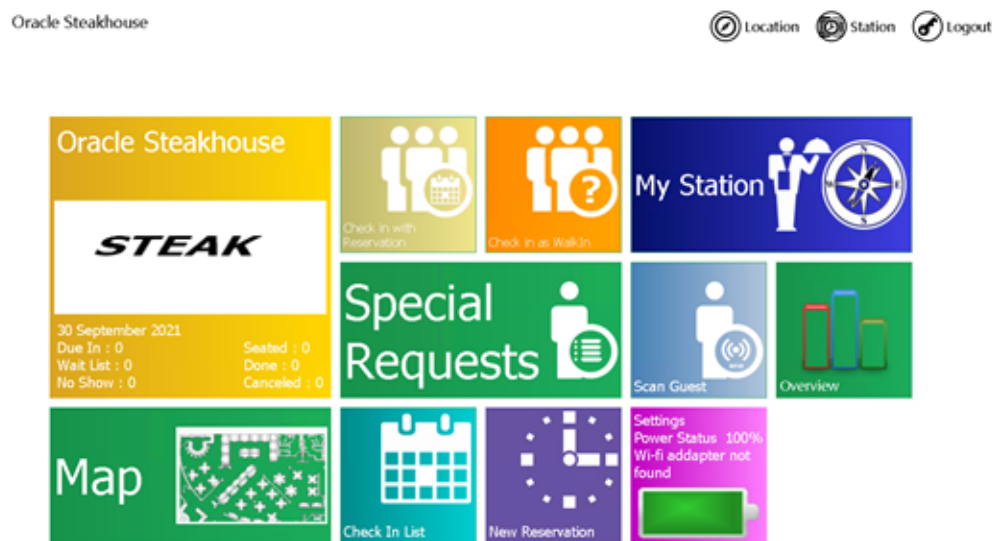 Oracle Steakhouse
Location
Station
Logout
Oracle Steakhouse
STEAK
30 September 2021
Due In : 0
Seated : 0
Wait List : 0
Done : 0
No Show : 0
Canceled : 0
Check in with
Reservation
?
Check in as WalkIn
My Station
Special
Requests
Scan Guest
Overview
Map
Check In List
New Reservation
Settings
Power Status 100%
Wi-fi addapter not
found